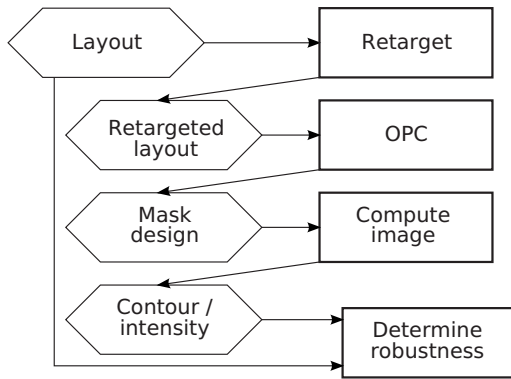 Layout
Retarget
Retargeted
layout
OPC
Mask
design
Compute
image
Contour /
intensity
Determine
robustness